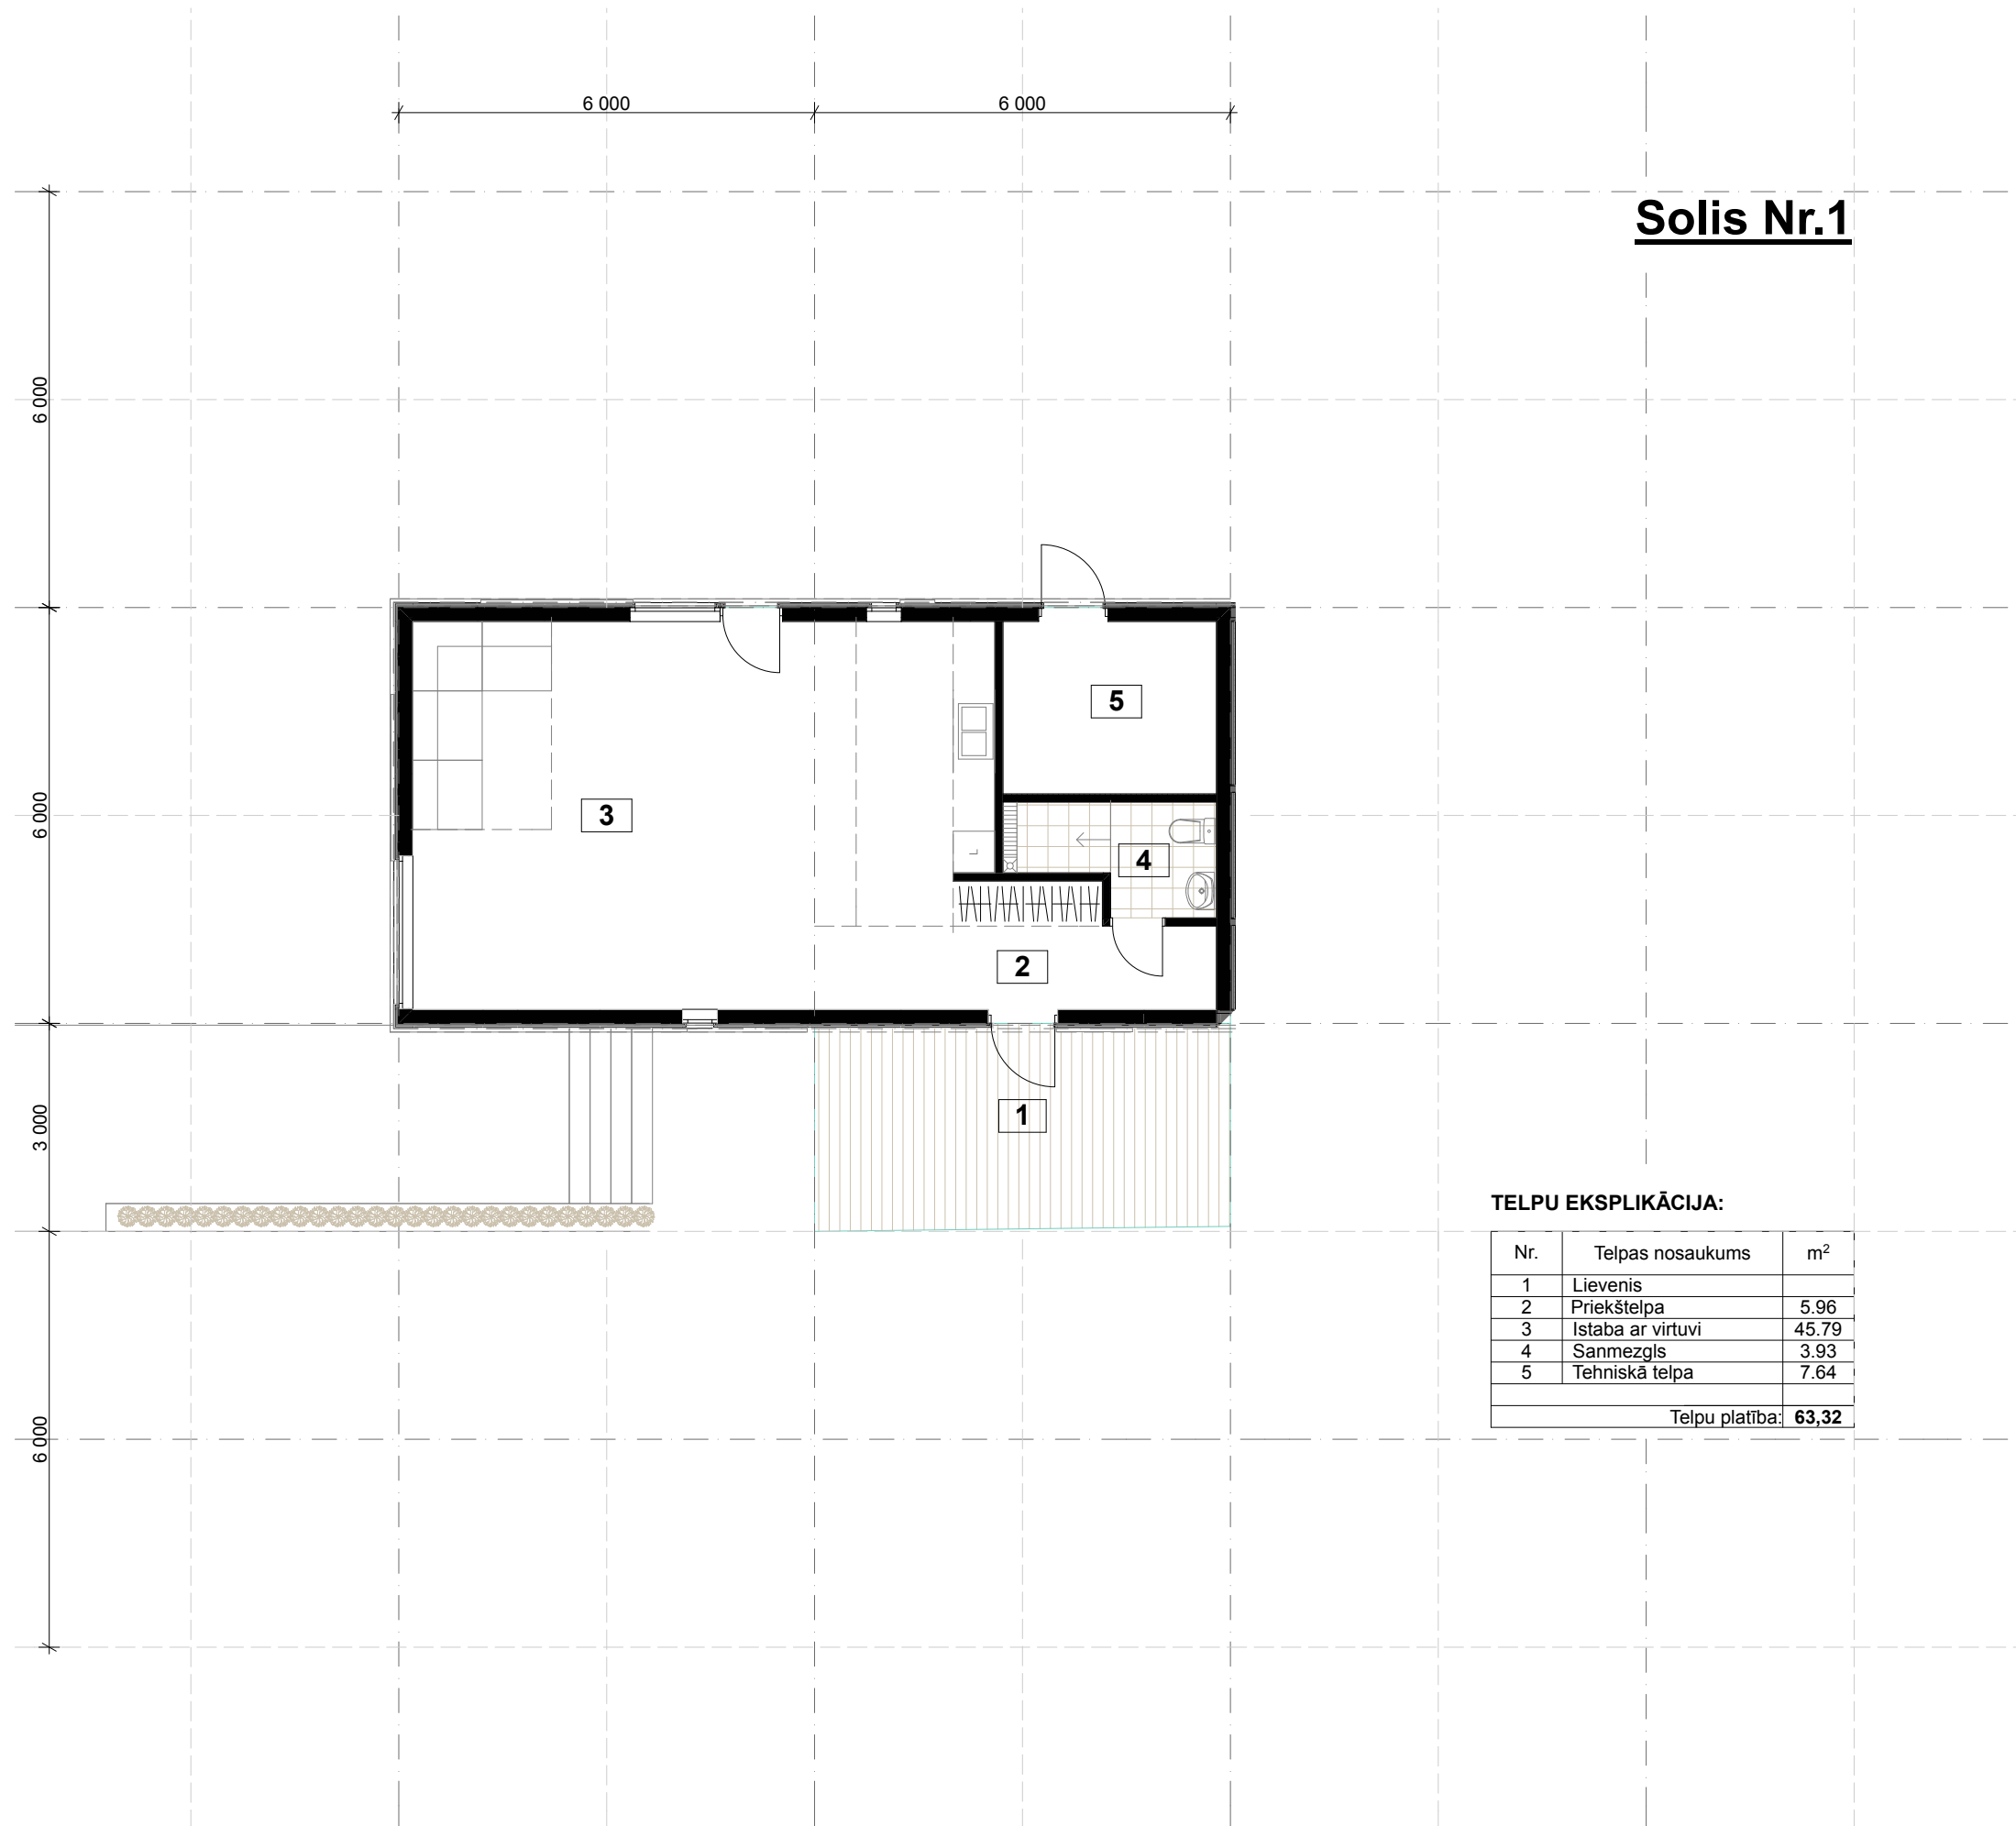 6 000
6 000
Solis Nr.1
6 000
5
6 000
3
4
L
2
3 000
1
TELPU EKSPLIKĀCIJA:
Nr. Telpas nosaukums m²
1 Lievenis
2 Priekštelpa 5.96
3 Istaba ar virtuvi 45.79
4 Sanmezgls 3.93
5 Tehniskā telpa 7.64
Telpu platība: 63,32
6 000